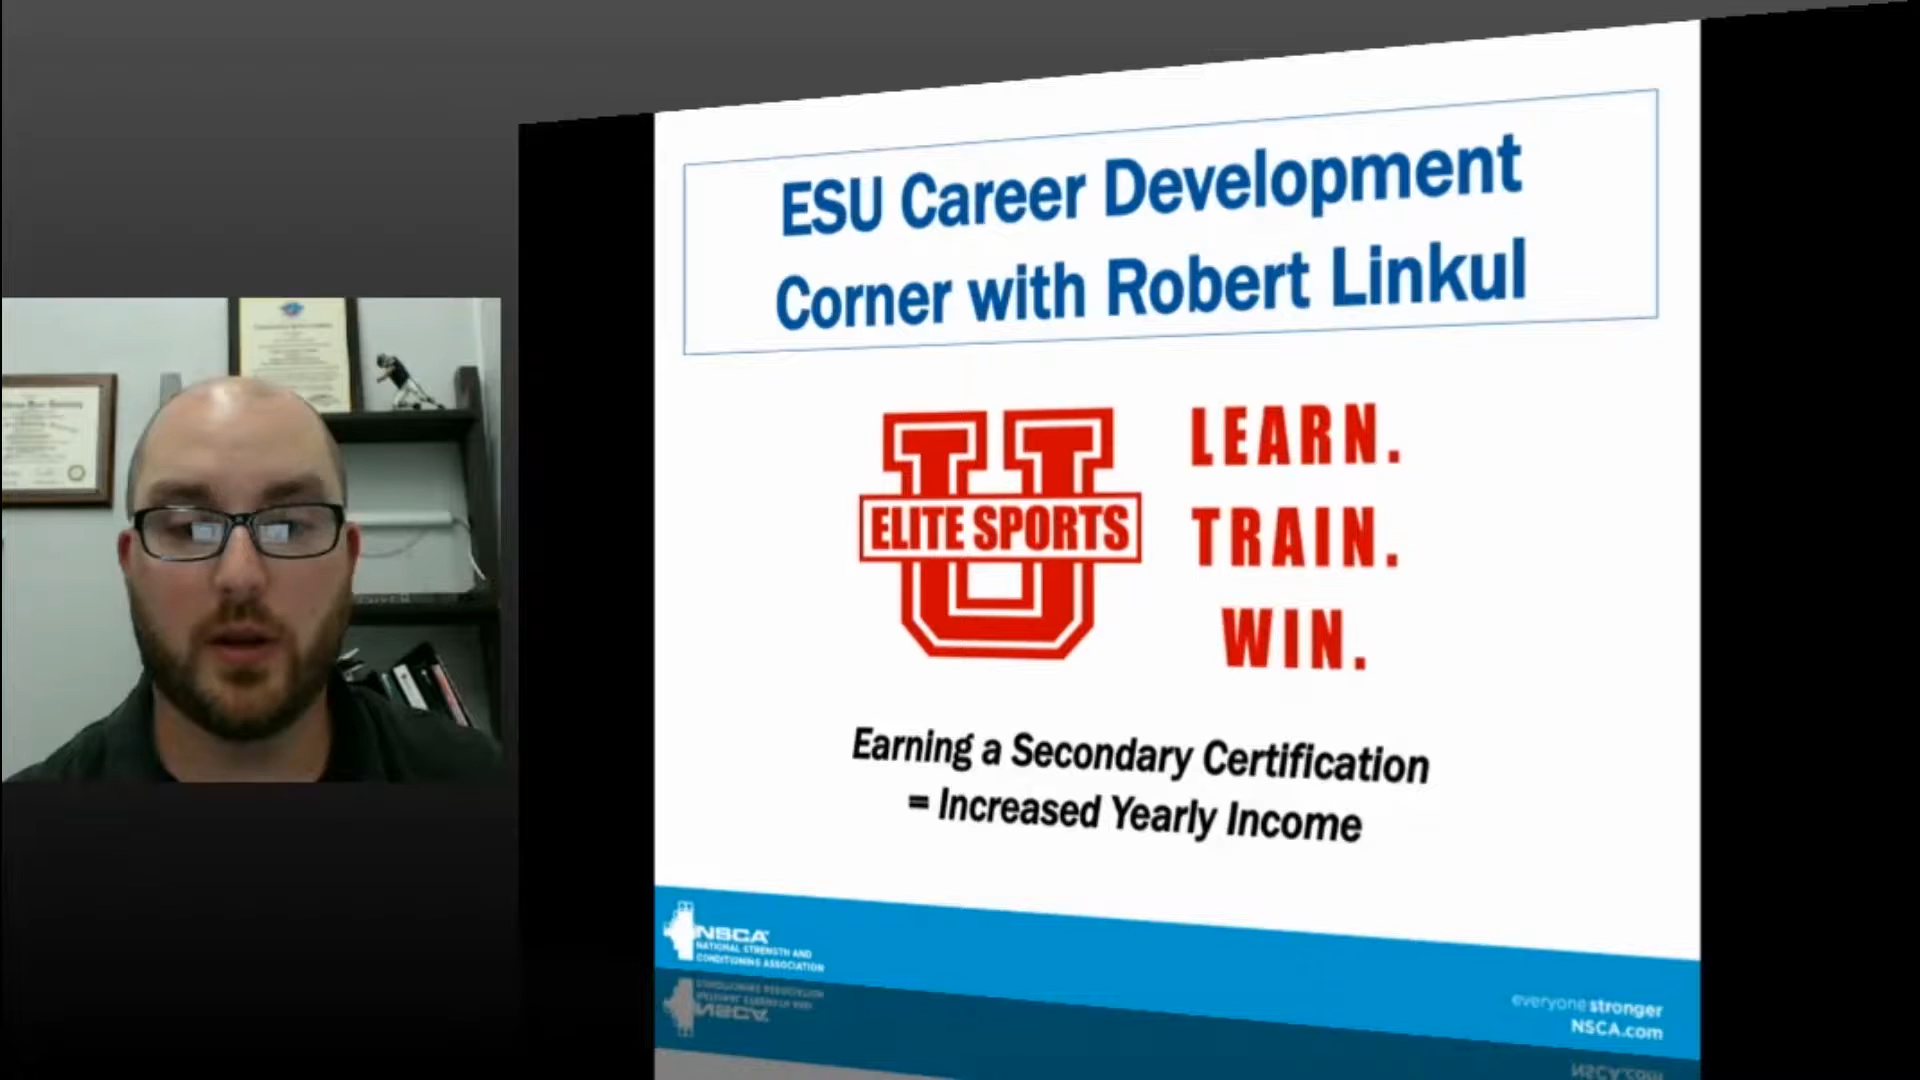 ESU Career Development
Corner with Robert Linkul
ELITE SPORTS
LEARN.
TRAIN.
WIN.
Earning a Secondary Certification
= Increased Yearly Income
NSCA
NATIONAL STRENGTH AND
CONDITIONING ASSOCIATION
everyone stronger
NSCA.com